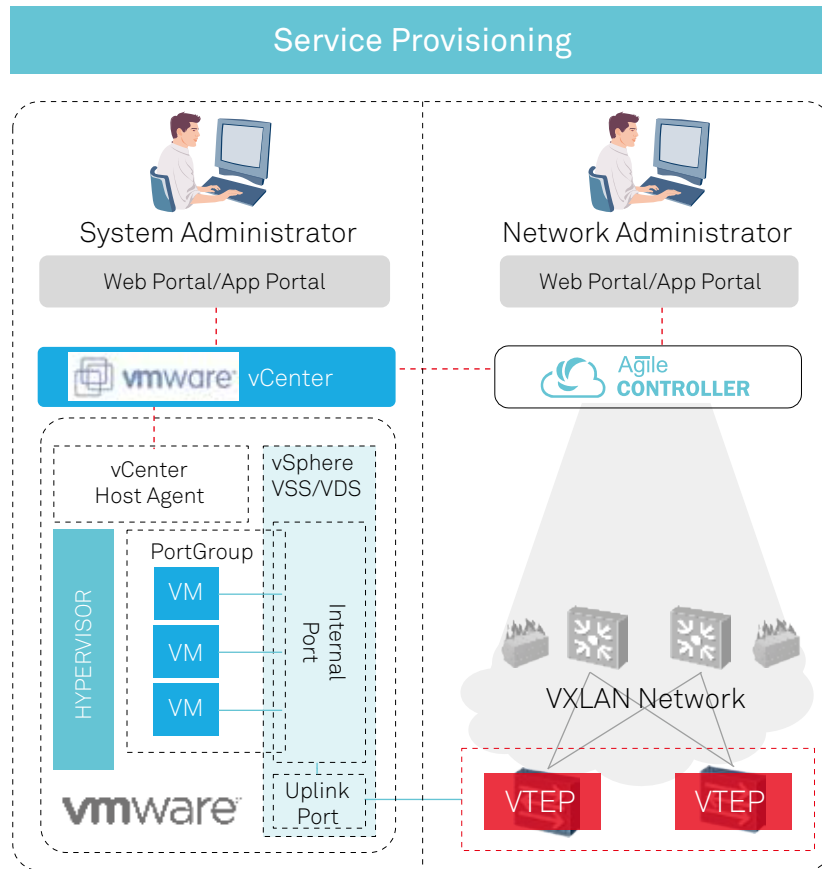 Service Provisioning
System Administrator
Web Portal/App Portal
vmware vCenter
vCenter
Host Agent
vSphere
VSS/VDS
HYPERVISOR
PortGroup
VM
VM
VM
Internal
Port
Uplink
Port
vmware
Network Administrator
Web Portal/App Portal
Agile
CONTROLLER
VXLAN Network
VTEP
VTEP